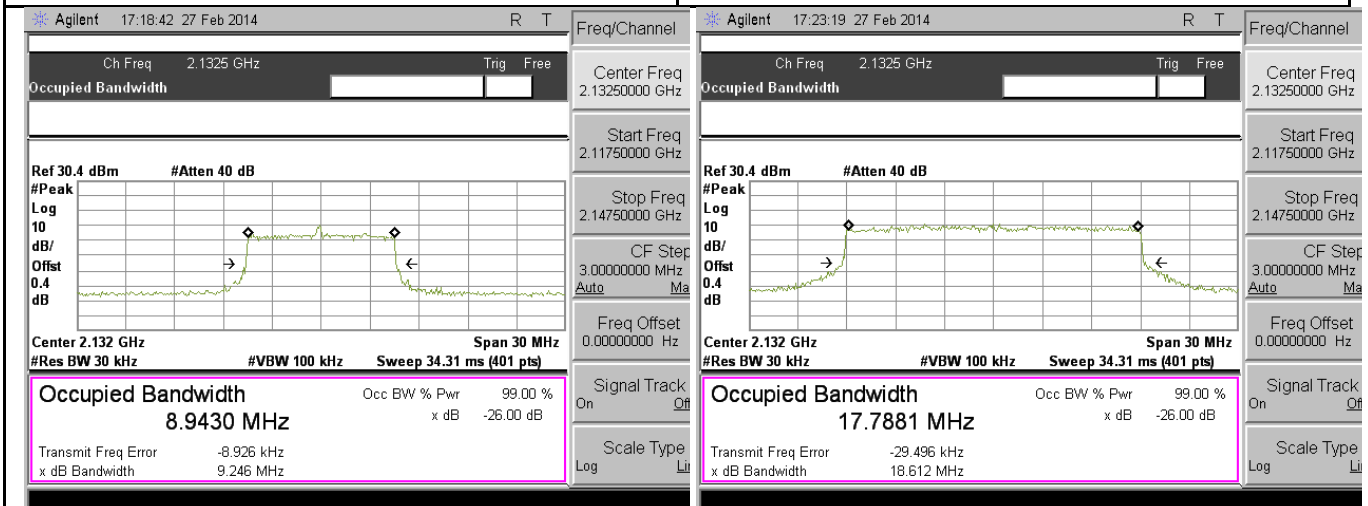 Agilent 17:18:42 27 Feb 2014 R T
Freq/Channel
Ch Freq 2.1325 GHz Trig Free
Occupied Bandwidth
Center Freq
2.13250000 GHz
Start Freq
2.11750000 GHz
Ref 30.4 dBm #Atten 40 dB
#Peak
Log
10
dB/
Offst
0.4
dB
Stop Freq
2.14750000 GHz
CF Step
3.00000000 MHz
Auto Ma
Freq Offset
0.00000000 Hz
Center 2.132 GHz Span 30 MHz
#Res BW 30 kHz #VBW 100 kHz Sweep 34.31 ms (401 pts)
Occupied Bandwidth Occ BW % Pwr 99.00 %
8.9430 MHz x dB -26.00 dB
Transmit Freq Error -8.926 kHz
x dB Bandwidth 9.246 MHz
Signal Track
On Off
Scale Type
Log Li
Agilent 17:23:19 27 Feb 2014 R T
Freq/Channel
Ch Freq 2.1325 GHz Trig Free
Occupied Bandwidth
Center Freq
2.13250000 GHz
Start Freq
2.11750000 GHz
Ref 30.4 dBm #Atten 40 dB
#Peak
Log
10
dB/
Offst
0.4
dB
Stop Freq
2.14750000 GHz
CF Step
3.00000000 MHz
Auto Ma
Freq Offset
0.00000000 Hz
Center 2.132 GHz Span 30 MHz
#Res BW 30 kHz #VBW 100 kHz Sweep 34.31 ms (401 pts)
Occupied Bandwidth Occ BW % Pwr 99.00 %
17.7881 MHz x dB -26.00 dB
Transmit Freq Error -29.496 kHz
x dB Bandwidth 18.612 MHz
Signal Track
On Off
Scale Type
Log Li